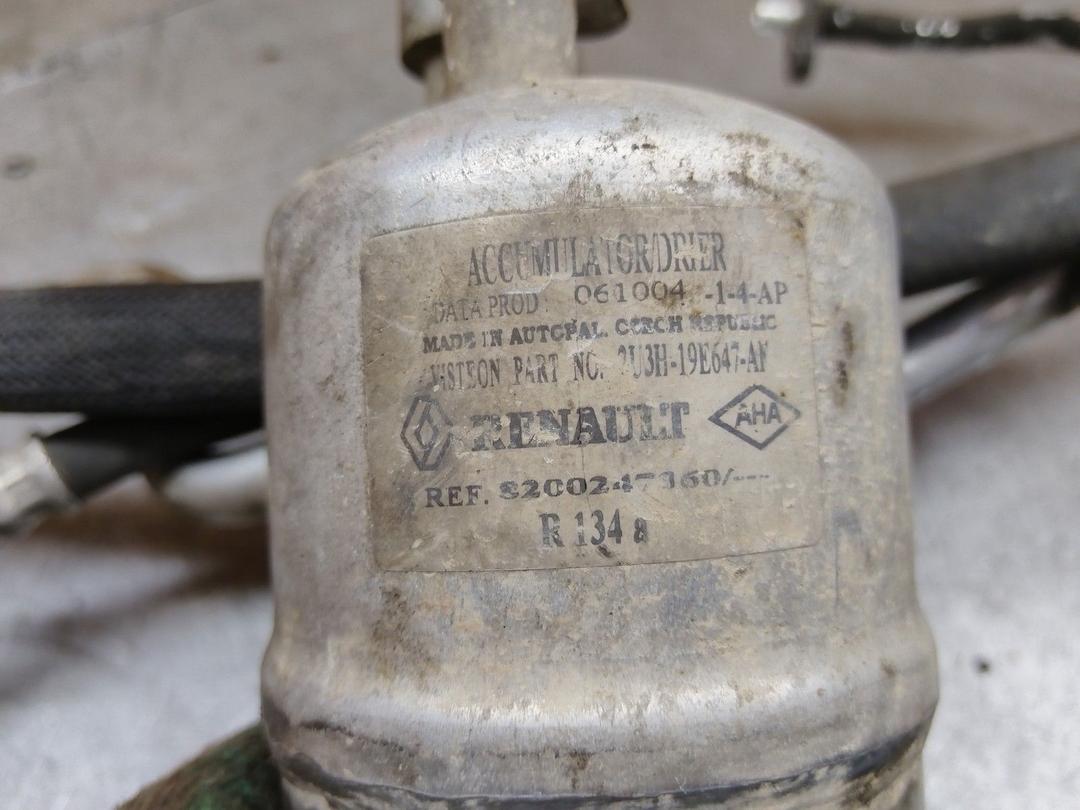 ACCUMULATOR/DRIER
DATA PROD 061004 -1-4-AP
MADE IN AUTOPAL, CZECH REPUBLIC
VISTEON PART NO. 2U3H-19E647-AF
RENAULT AHA
REF. 8200247360/---
R 134 a